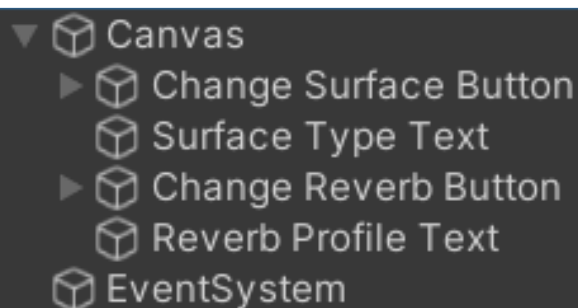 Canvas
Change Surface Button
Surface Type Text
Change Reverb Button
Reverb Profile Text
EventSystem